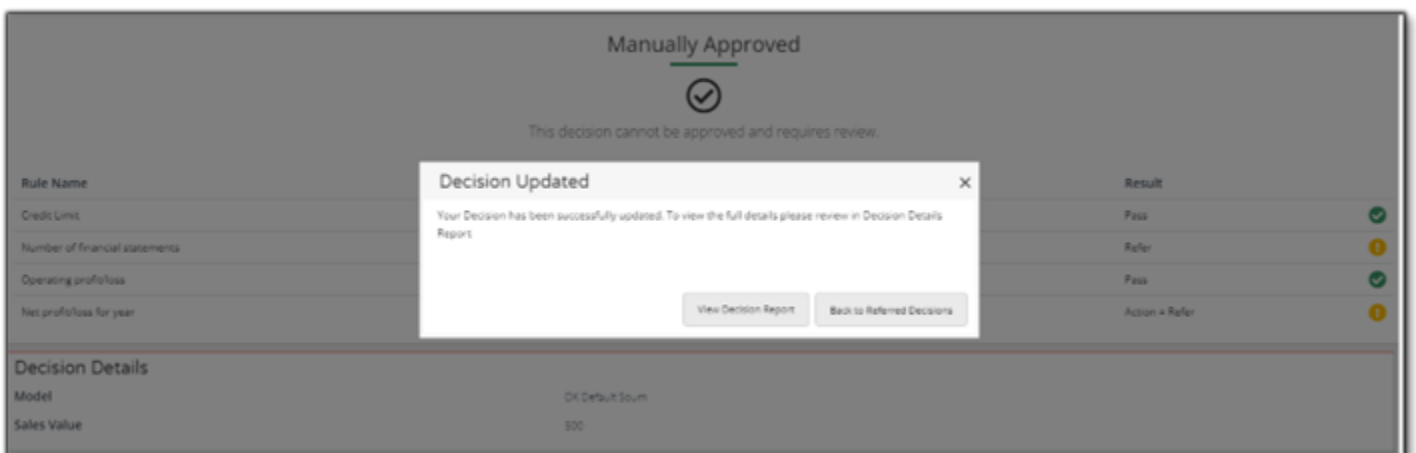 Manually Approved
This decision cannot be approved and requires review.
Rule Name Result
Credit Limit Pass
Number of financial statements Refer
Operating profit/loss Pass
Net profit/loss for year Action + Refer
Decision Updated ×
Your Decision has been successfully updated. To view the full details please review in Decision Details
Report
View Decision Report Back to Referred Decisions
Decision Details
Model DK Default
Sales Value 500